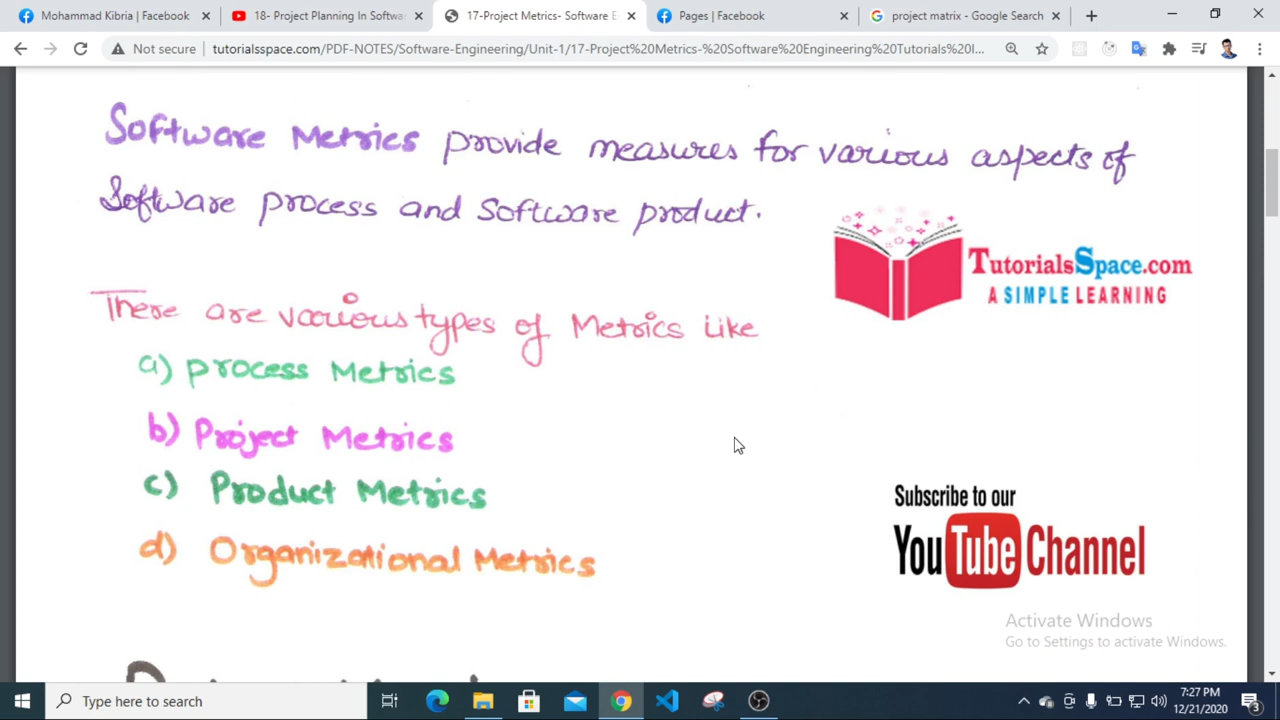 Mohammad Kibria | Facebook
18- Project Planning In Softwa
17-Project Metrics- Software E
Pages | Facebook
project matrix - Google Search
Not secure
tutorialsspace.com/PDF-NOTES/Software-Engineering/Unit-1/17-Project%20Metrics-%20Software%20Engineering%20Tutorials%20I...
Software Metrics provide measures for various aspects of
Software process and software product.
TutorialsSpace.com
A SIMPLE LEARNING
There are various types of Metrics Like
a) process Metrics
b) Project Metrics
c) Product Metrics
d) Organizational Metrics
Subscribe to our
YouTube Channel
Activate Windows
Go to Settings to activate Windows.
Type here to search
7:27 PM
12/21/2020
3